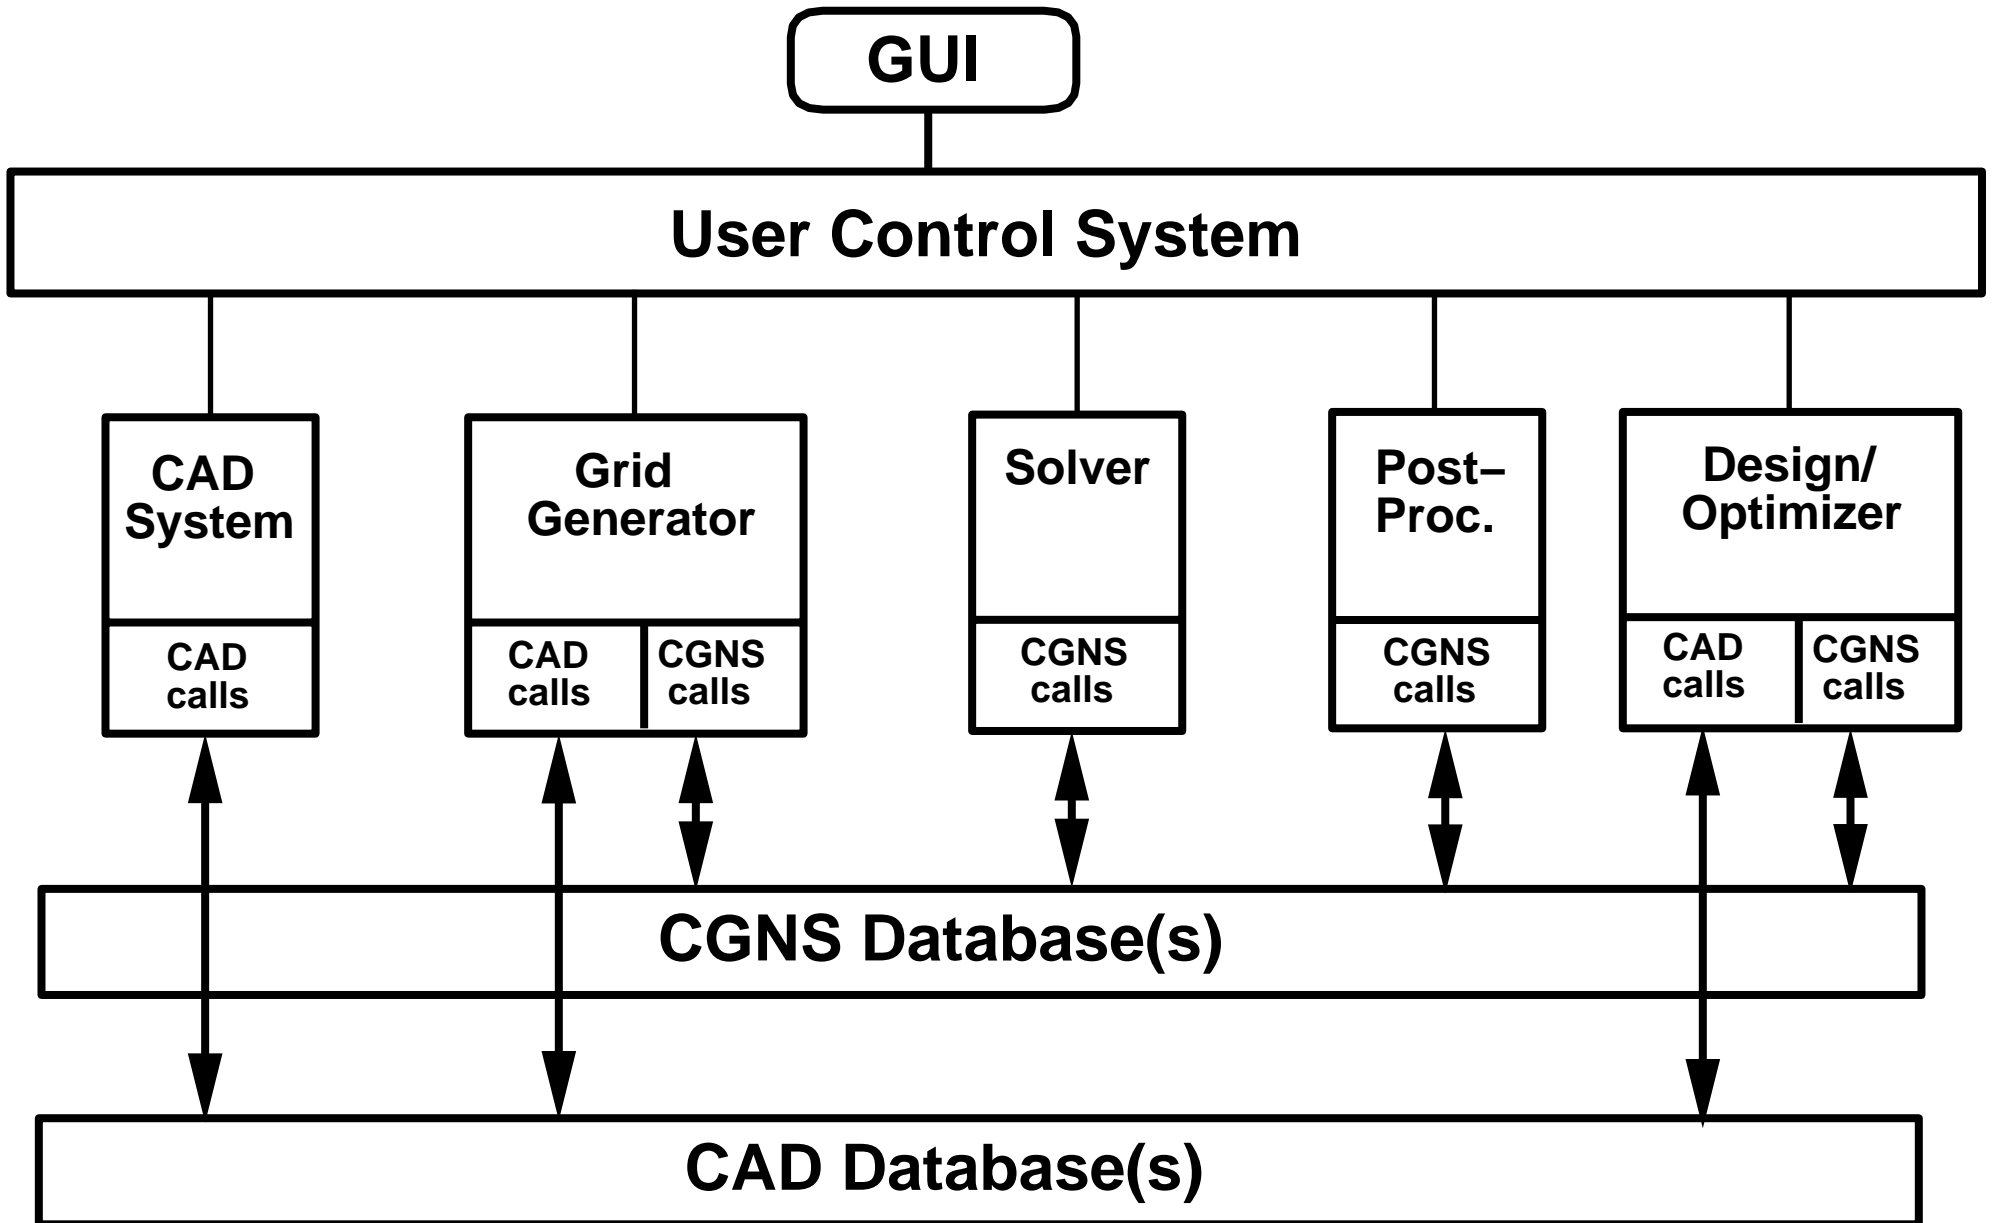 GUI
User Control System
CAD
System
Grid
Generator
Solver
Post–
Proc.
Design/
Optimizer
CAD
calls
CAD
calls
CGNS
calls
CGNS
calls
CGNS
calls
CAD
calls
CGNS
calls
CGNS Database(s)
CAD Database(s)